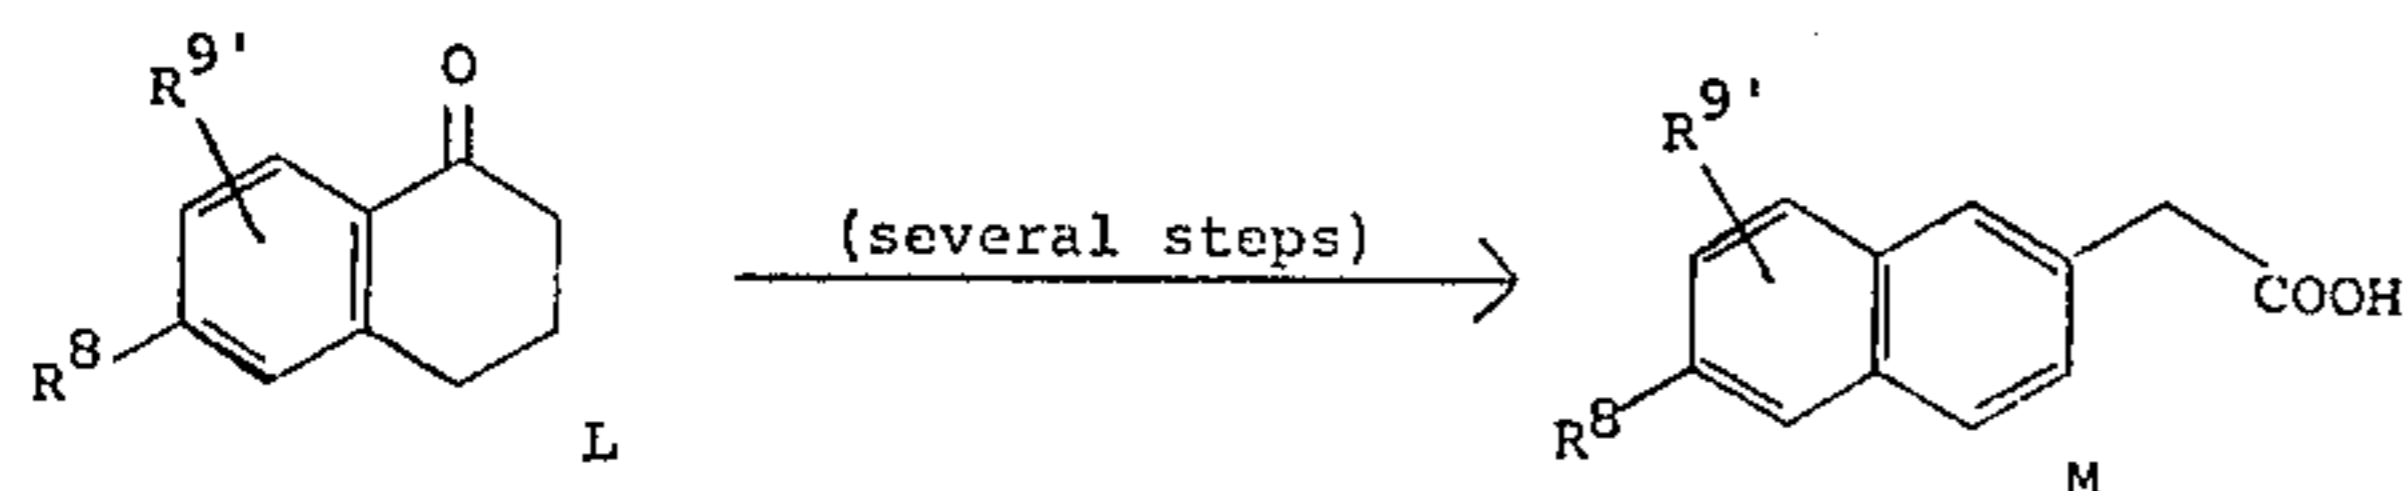 R9' O
R9'
(several steps)
R8
COOH
L
R8
M